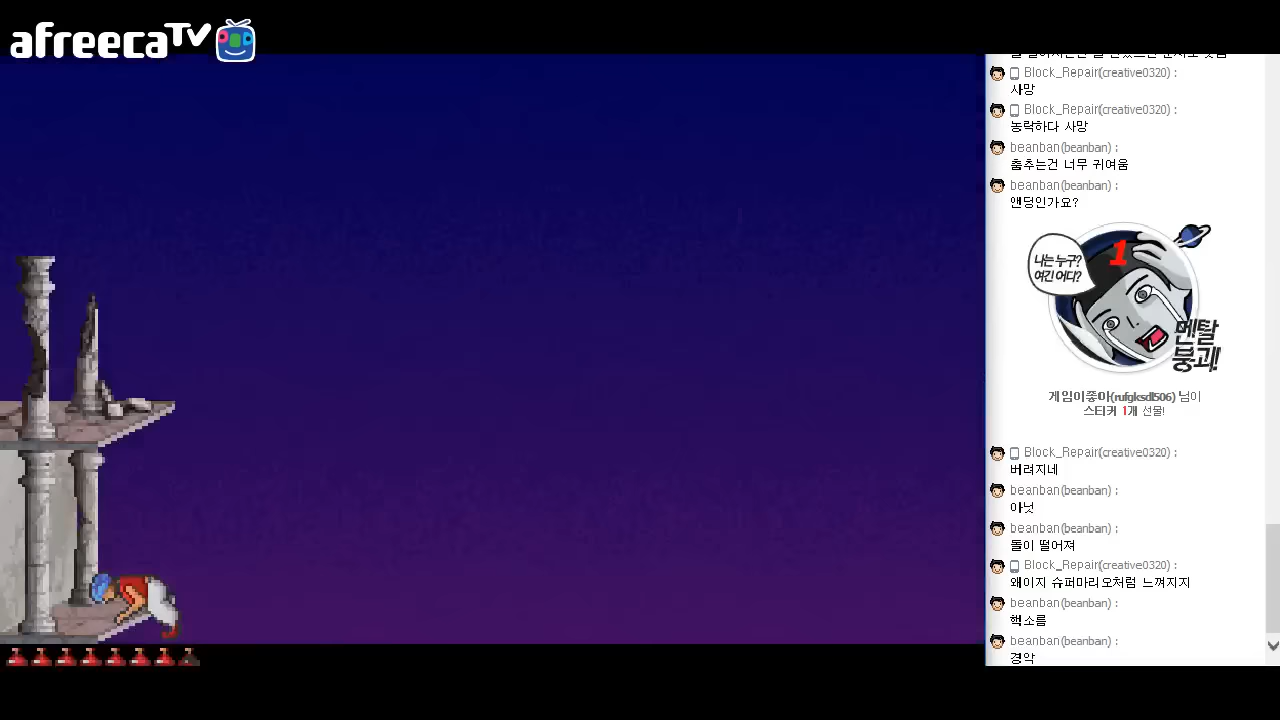 afreecaTV
Block_Repair(creative0320) :
사망
Block_Repair(creative0320) :
농락하다 사망
beanban(beanban) :
춤추는건 너무 귀여움
beanban(beanban) :
앤딩인가요?
나는 누구?
여긴 어디?
1
멘탈
붕괴!
게임이좋아(rufgksdl506) 님이
스티커 1개 선물!
Block_Repair(creative0320) :
버려지네
beanban(beanban) :
아닛
beanban(beanban) :
돌이 떨어져
Block_Repair(creative0320) :
왜이지 슈퍼마리오처럼 느껴지지
beanban(beanban) :
핵소름
beanban(beanban) :
경악